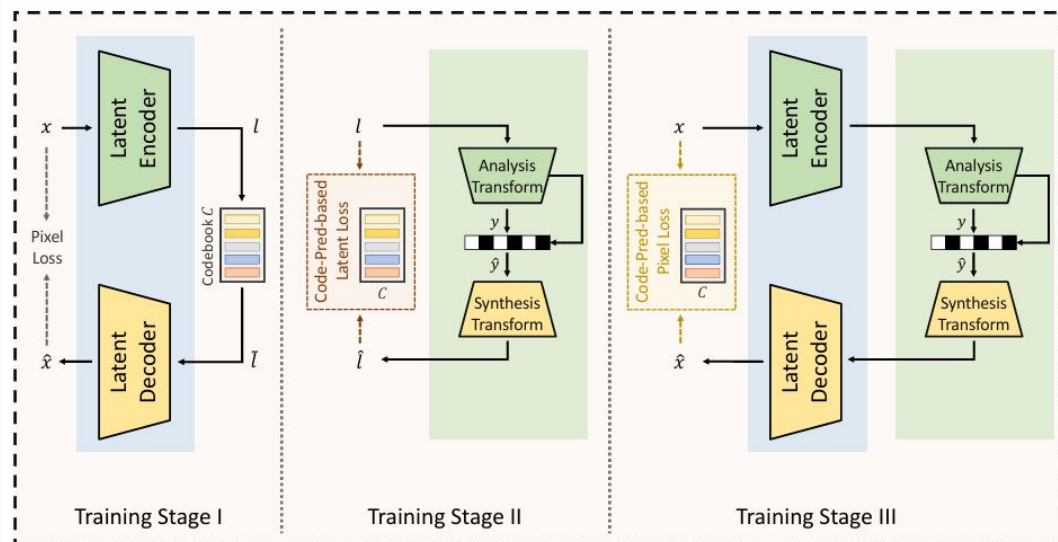 x
Latent
Encoder
l
Pixel
Loss
Codebook C
x̂
Latent
Decoder
l̃
Training Stage I
l
Analysis
Transform
Code-Pred-based
Latent Loss
C
y
ŷ
Synthesis
Transform
l̂
Training Stage II
x
Latent
Encoder
Analysis
Transform
Code-Pred-based
Pixel Loss
C
y
ŷ
Synthesis
Transform
x̂
Latent
Decoder
Training Stage III